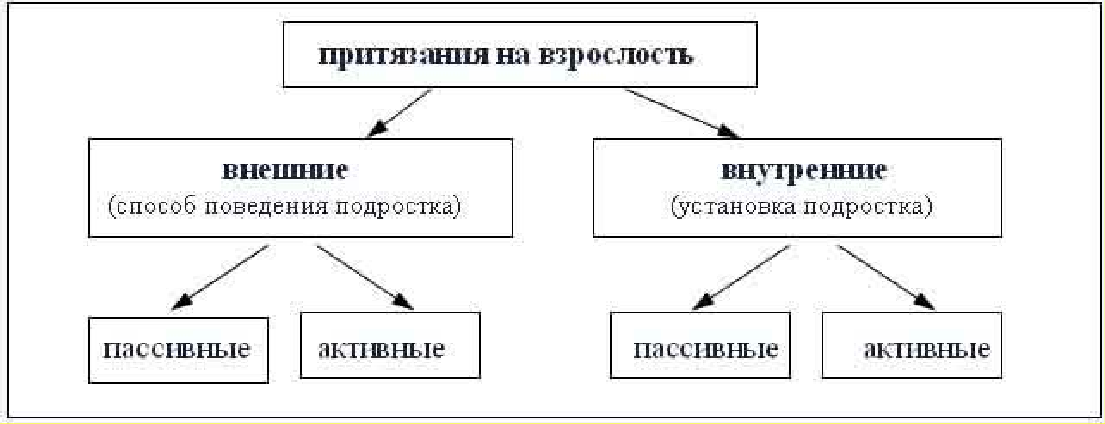 притязания на взрослость
внешние
(способ поведения подростка)
внутренние
(установка подростка)
пассивные
активные
пассивные
активные